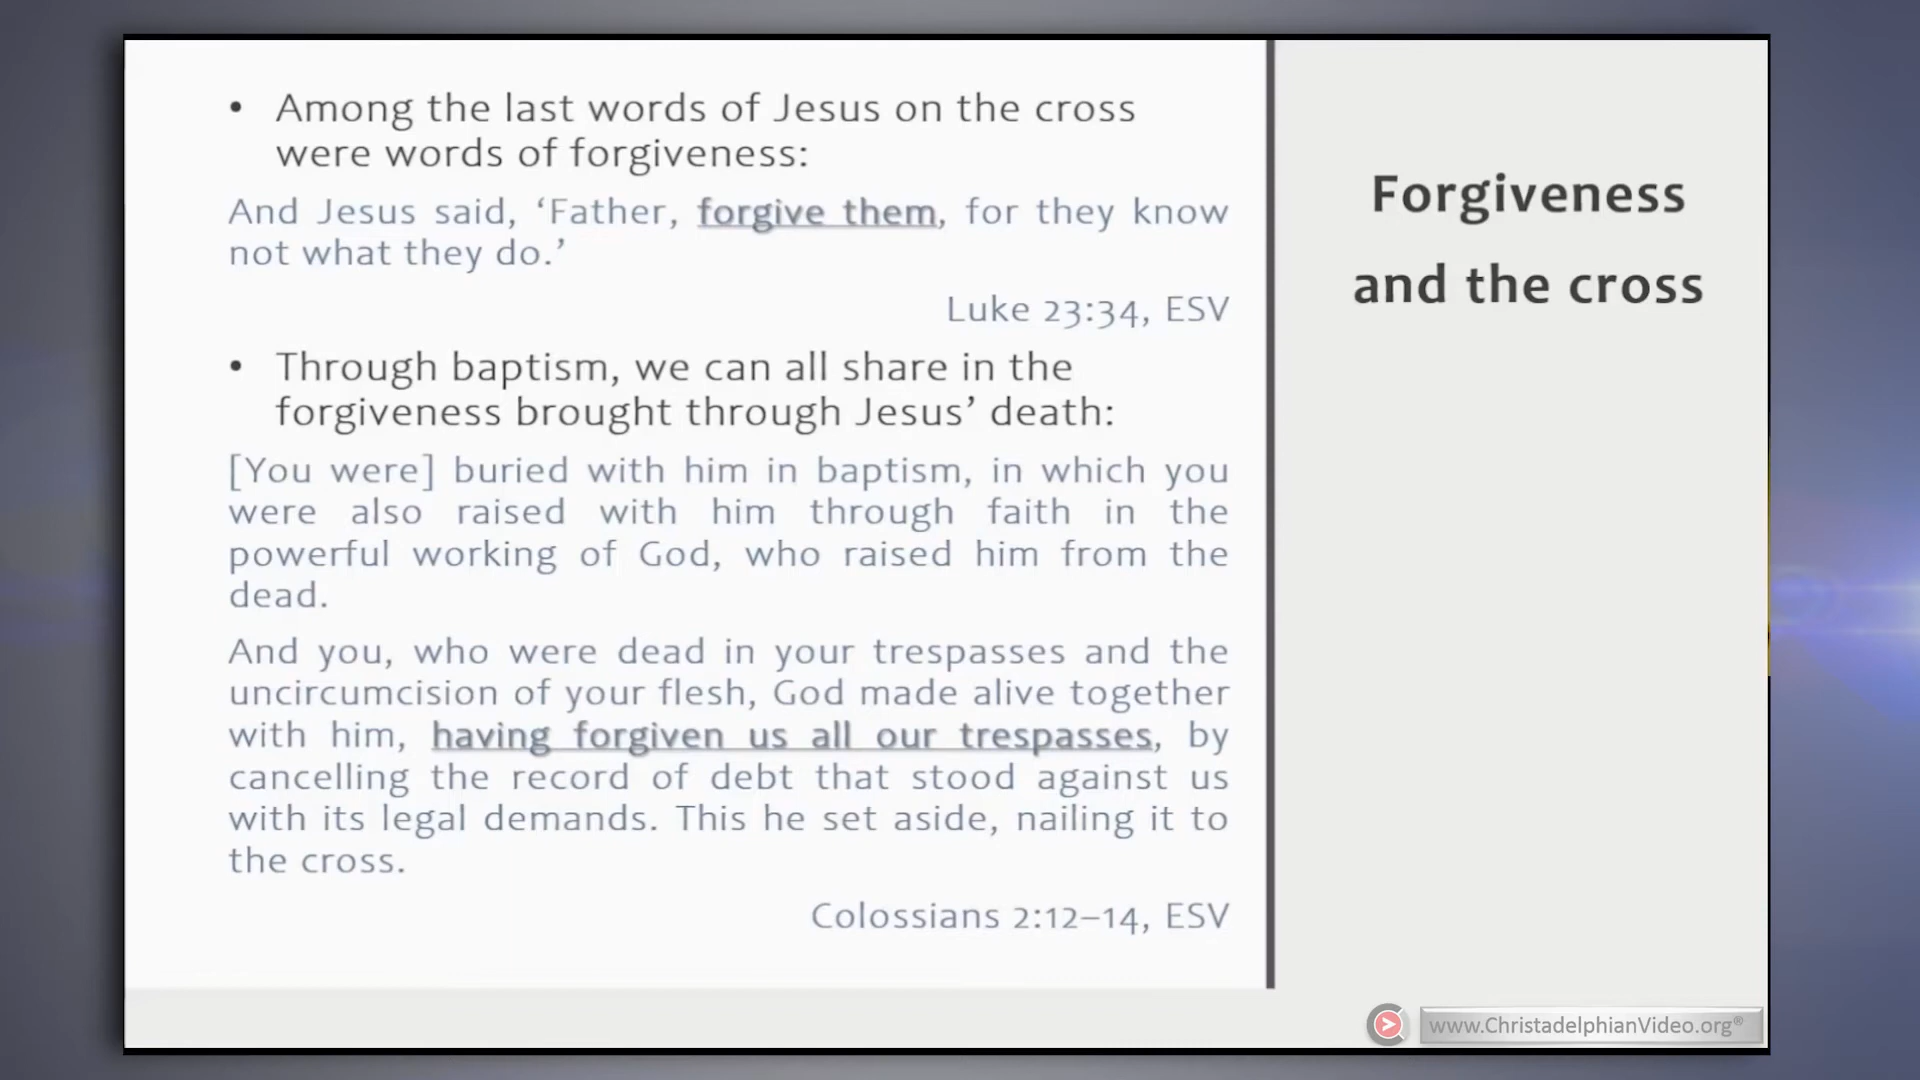 • Among the last words of Jesus on the cross
were words of forgiveness:
And Jesus said, ‘Father, forgive them, for they know
not what they do.’
Luke 23:34, ESV
• Through baptism, we can all share in the
forgiveness brought through Jesus’ death:
[You were] buried with him in baptism, in which you
were also raised with him through faith in the
powerful working of God, who raised him from the
dead.
And you, who were dead in your trespasses and the
uncircumcision of your flesh, God made alive together
with him, having forgiven us all our trespasses, by
cancelling the record of debt that stood against us
with its legal demands. This he set aside, nailing it to
the cross.
Colossians 2:12–14, ESV
Forgiveness
and the cross
www.ChristadelphianVideo.org®